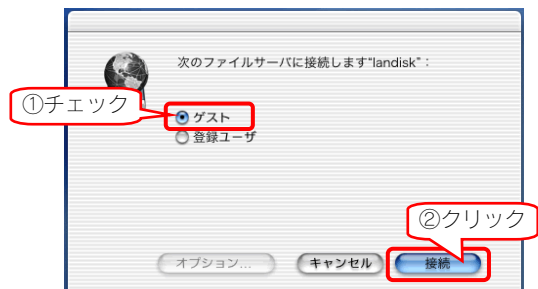 次のファイルサーバに接続します"landisk"：
①チェック
ゲスト
登録ユーザ
②クリック
オプション... キャンセル 接続